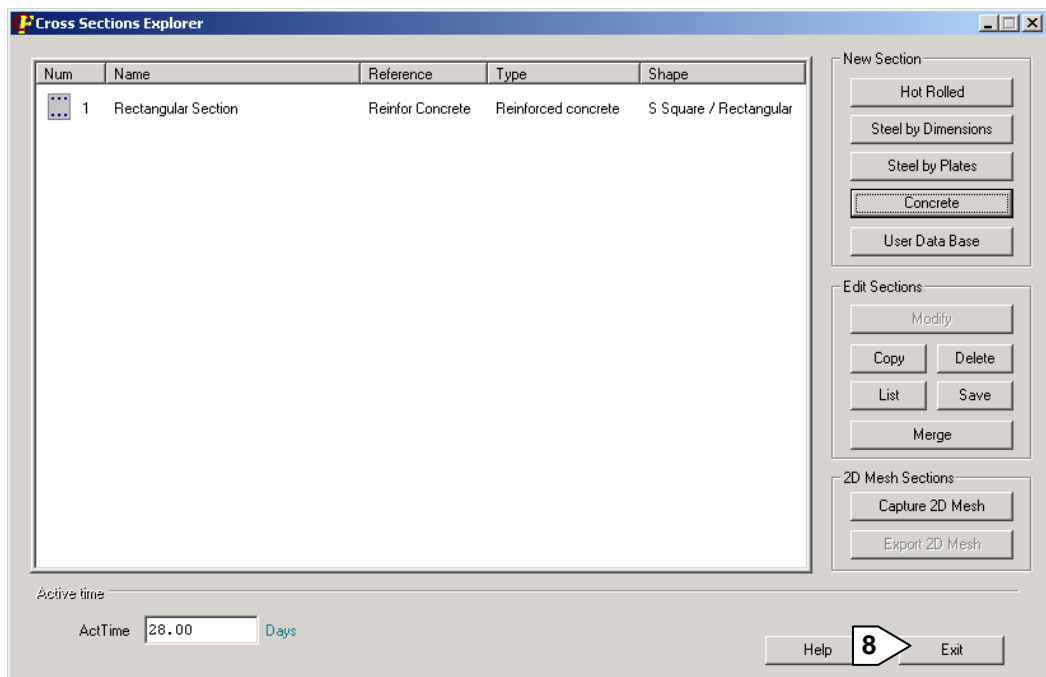 Cross Sections Explorer
Num Name Reference Type Shape
1 Rectangular Section Reinfor Concrete Reinforced concrete S Square / Rectangular
New Section
Hot Rolled
Steel by Dimensions
Steel by Plates
Concrete
User Data Base
Edit Sections
Modify
Copy Delete
List Save
Merge
2D Mesh Sections
Capture 2D Mesh
Export 2D Mesh
Active time
ActTime 28.00 Days
Help 8 Exit